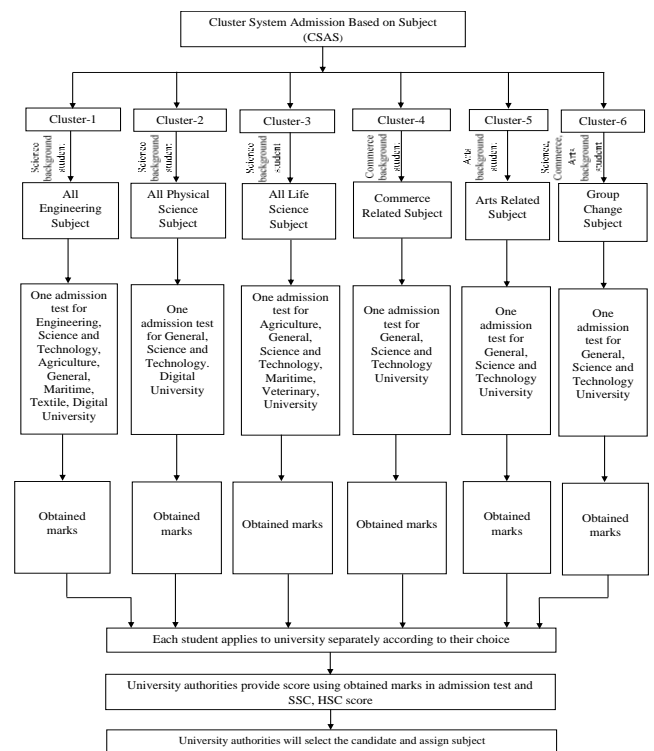 Cluster System Admission Based on Subject
(CSAS)
Cluster-1
Cluster-2
Cluster-3
Cluster-4
Cluster-5
Cluster-6
Science
background
student
Science
background
student
Science
background
student
Commerce
background
student
Arts
background
student
Science,
Commerce,
Arts
student
All
Engineering
Subject
All Physical
Science
Subject
All Life
Science
Subject
Commerce
Related Subject
Arts Related
Subject
Group
Change
Subject
One admission
test for
Engineering,
Science and
Technology,
Agriculture,
General,
Maritime,
Textile, Digital
University
One
admission test
for General,
Science and
Technology.
Digital
University
One admission
test for
Agriculture,
General,
Science and
Technology,
Maritime,
Veterinary,
University
One admission
test for
General,
Science and
Technology
University
One
admission
test for
General,
Science and
Technology
University
One
admission
test for
General,
Science and
Technology
University
Obtained
marks
Obtained
marks
Obtained marks
Obtained marks
Obtained
marks
Obtained
marks
Each student applies to university separately according to their choice
University authorities provide score using obtained marks in admission test and
SSC, HSC score
University authorities will select the candidate and assign subject